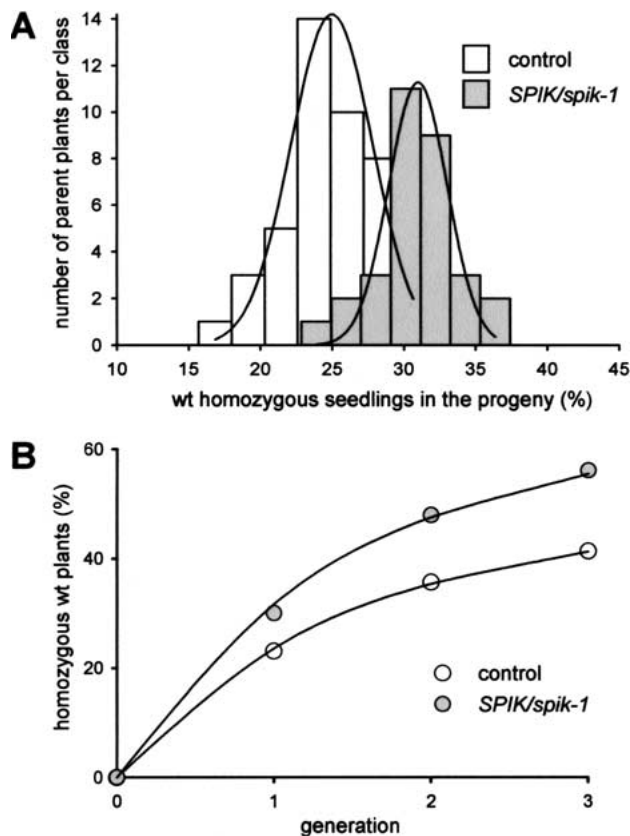 A
number of parent plants per class
14
12
10
8
6
4
2
0
control
SPIK/spik-1
10 15 20 25 30 35 40 45
wt homozygous seedlings in the progeny (%)
B
homozygous wt plants (%)
60
40
20
0
control
SPIK/spik-1
0 1 2 3
generation